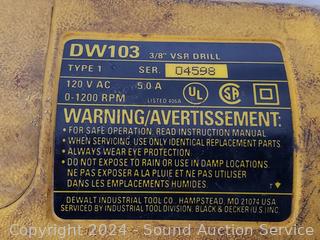 DW103 3/8" VSR DRILL
TYPE 1 SER. 04598
120 V AC 5.0 A
0-1200 RPM LISTED
UL SA
WARNING/AVERTISSEMENT:
• FOR SAFE OPERATION, READ INSTRUCTION MANUAL
• WHEN SERVICING, USE ONLY IDENTICAL REPLACEMENT PARTS
• ALWAYS WEAR EYE PROTECTION.
• DO NOT EXPOSE TO RAIN OR USE IN DAMP LOCATIONS.
NE PAS EXPOSER A LA PLUIE ET NE PAS UTILISER
DANS LES EMPLACEMENTS HUMIDES.
DEWALT INDUSTRIAL TOOL CO., HAMPSTEAD, MD 21074 USA
SERVICED BY INDUSTRIAL TOOL DIVISION, BLACK & DECKER (U.S.) INC.
Copyright 2024 - Sound Auction Service